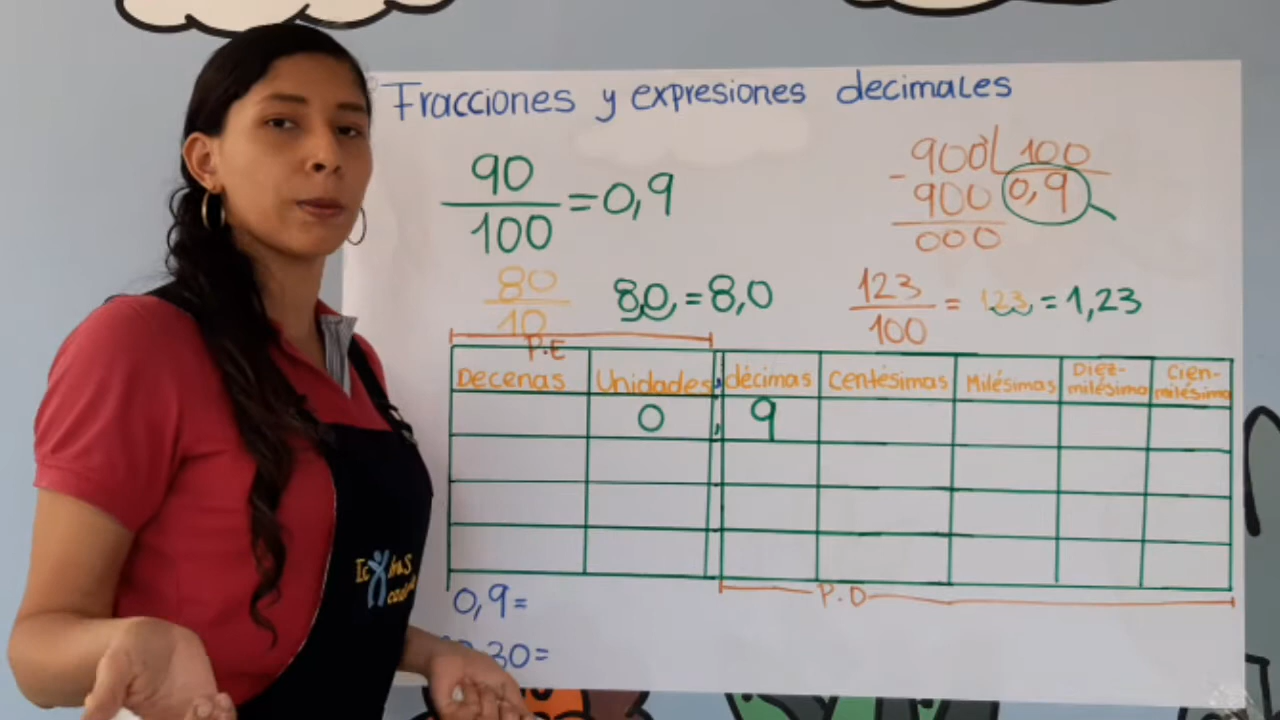 Fracciones y expresiones decimales
90
100
=0,9
- 900 100
900 0,9
000
80
10
80, = 8,0
123
100
= 123 = 1,23
P.E
Decenas Unidades , décimas Centésimas Milésimas Diez-milésima Cien-milésima
0 , 9
P.D
0,9=
30=